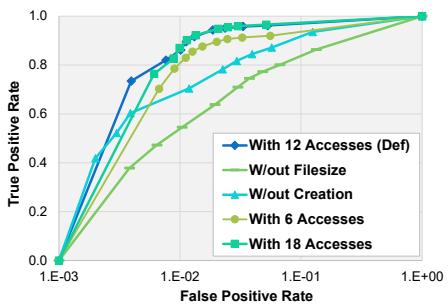 1.0
0.8
0.6
0.4
0.2
0.0
True Positive Rate
With 12 Accesses (Def)
W/out Filesize
W/out Creation
With 6 Accesses
With 18 Accesses
1.E-03 1.E-02 1.E-01 1.E+00
False Positive Rate